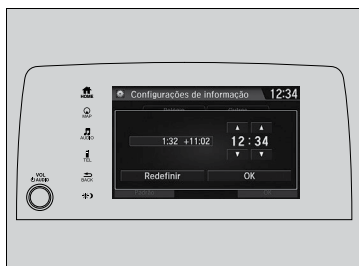 Configurações de informação 12:34
HOME
MAP
AUDIO
1:32 +11:02 12 : 34
TEL
Redefinir OK
VOL
AUDIO
BACK